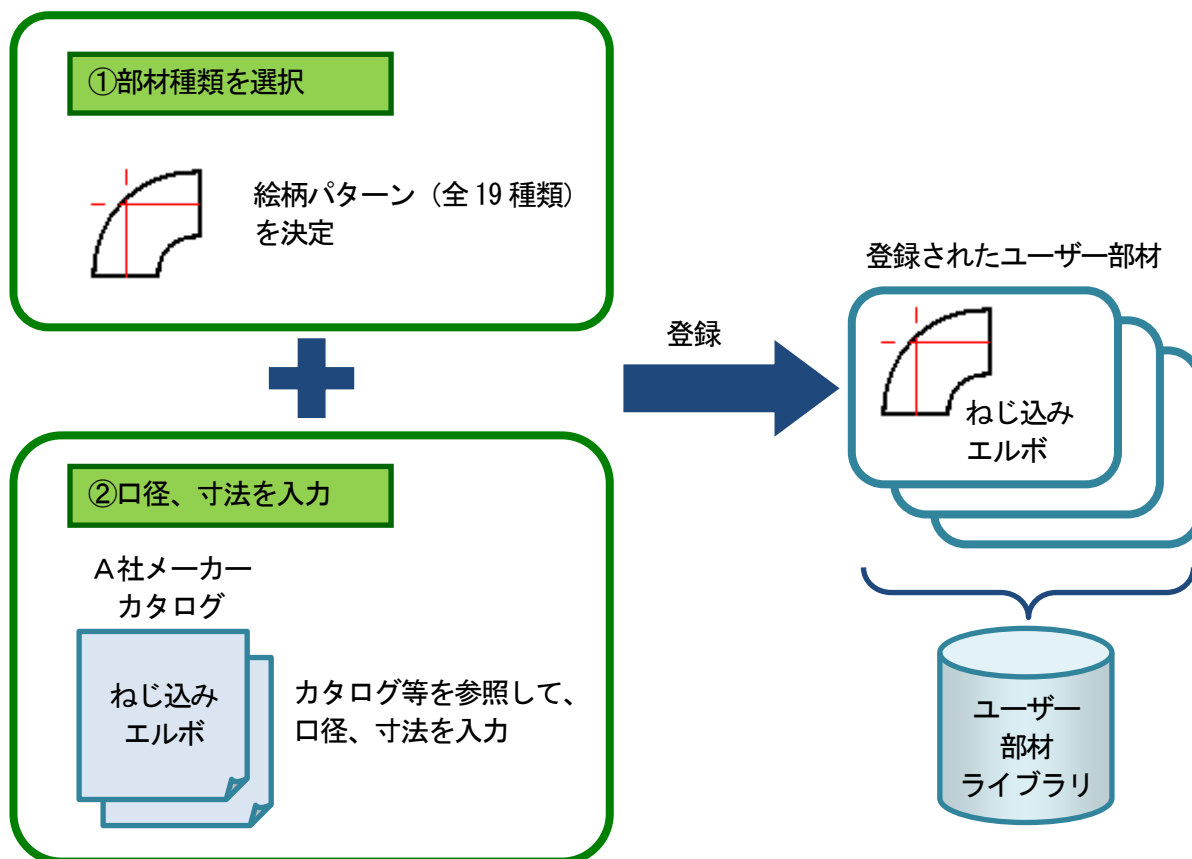 ①部材種類を選択
絵柄パターン（全 19 種類）
を決定
②口径、寸法を入力
Ａ社メーカー
カタログ
ねじ込み
エルボ
カタログ等を参照して、
口径、寸法を入力
登録
登録されたユーザー部材
ねじ込み
エルボ
ユーザー
部材
ライブラリ